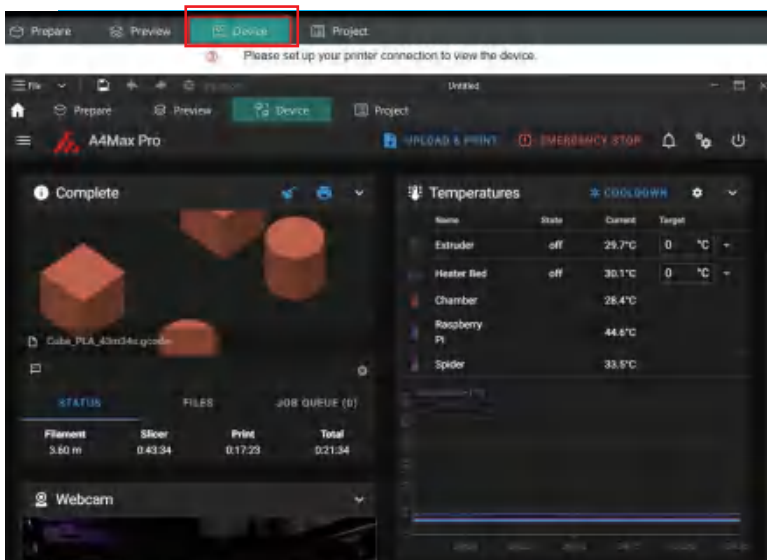 Prepare Preview Device Project
③ Please set up your printer connection to view the device.
File Untitled
Prepare Preview Device Project
A4Max Pro UPLOAD & PRINT EMERGANCY STOP
Complete
Cube_PLA_43m34s.gcode
STATUS FILES JOB QUEUE (0)
Filament Slicer Print Total
3.60 m 0:43:34 0:17:23 0:21:34
Webcam
Temperatures COOLDOWN
Name State Current Target
Extruder off 29.7°C 0 °C
Heater Bed off 30.1°C 0 °C
Chamber 28.4°C
Raspberry
Pi 44.6°C
Spider 33.5°C